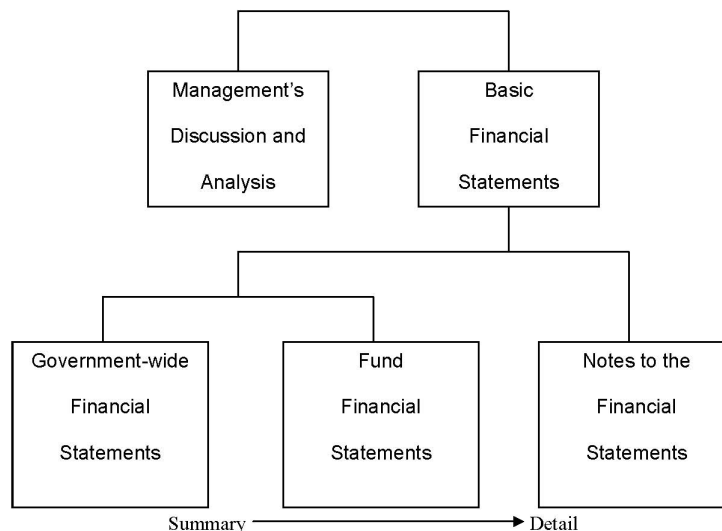 Management's
Discussion and
Analysis
Basic
Financial
Statements
Government-wide
Financial
Statements
Fund
Financial
Statements
Notes to the
Financial
Statements
Summary
Detail